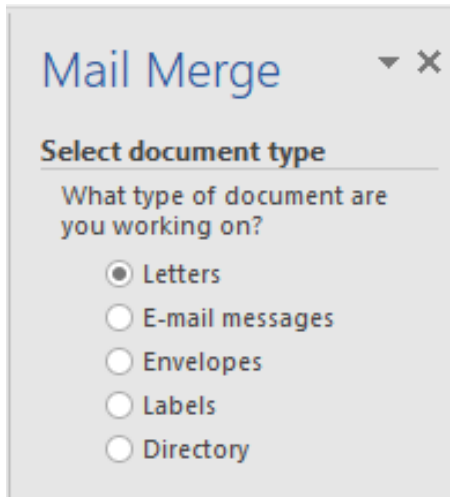 Mail Merge
Select document type
What type of document are
you working on?
Letters
E-mail messages
Envelopes
Labels
Directory